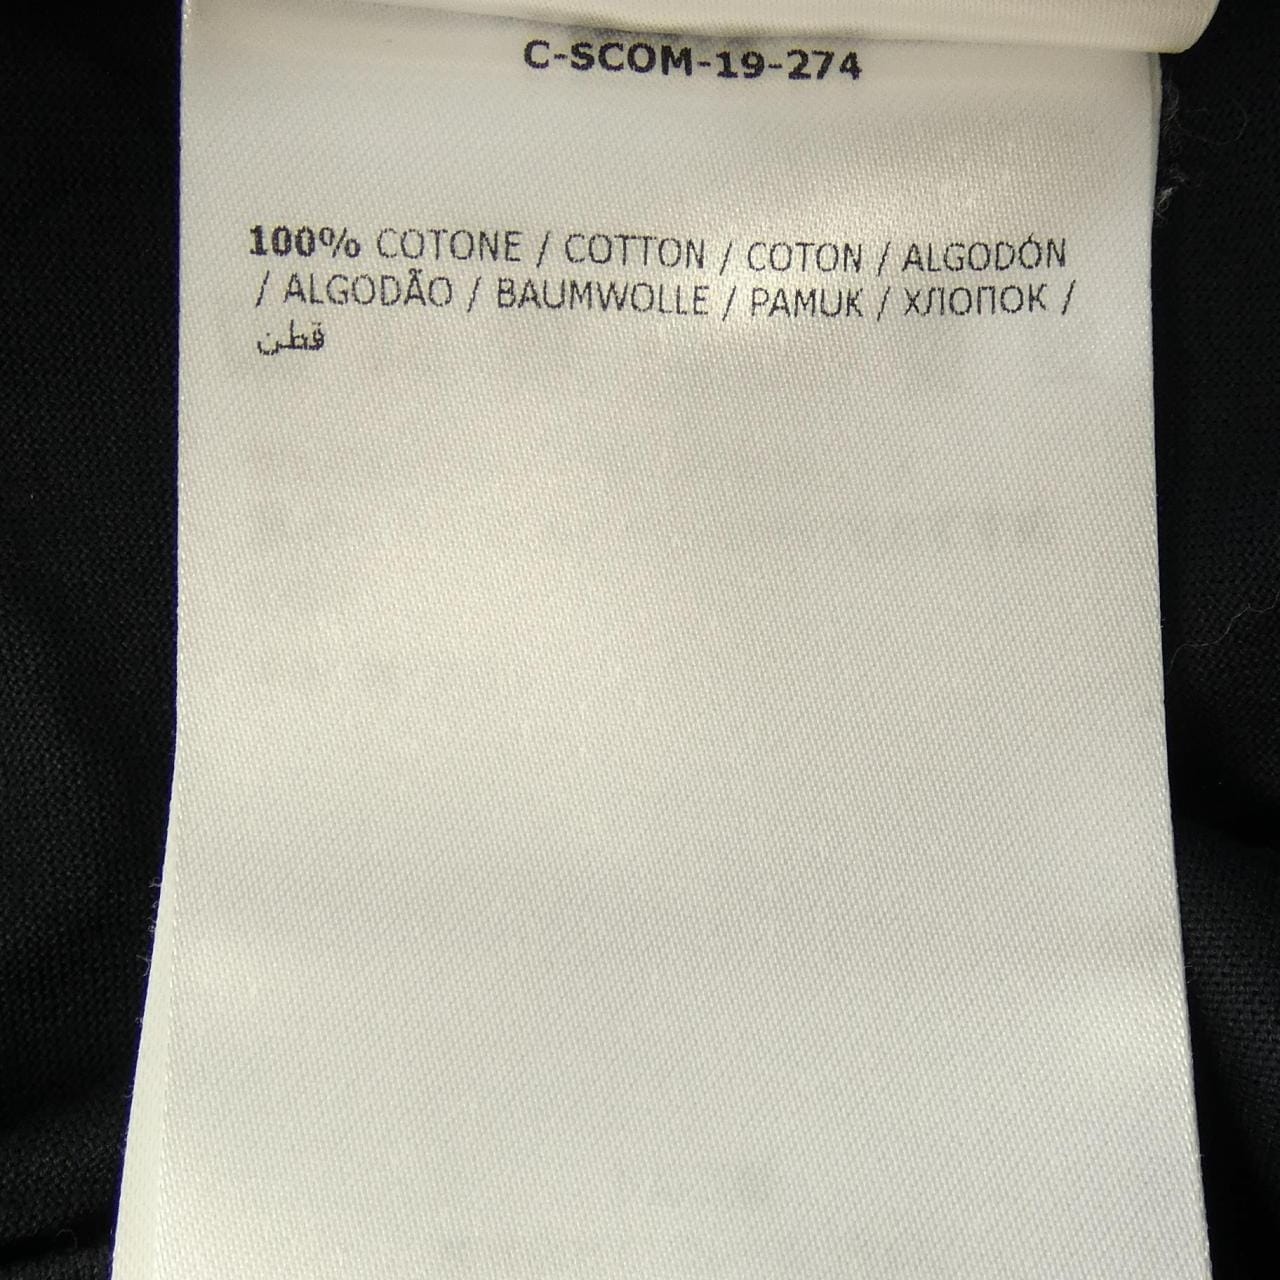 C-SCOM-19-274
100% COTONE / COTTON / COTON / ALGODÓN
/ ALGODÃO / BAUMWOLLE / PAMUK / ХЛОПОК /
قطن